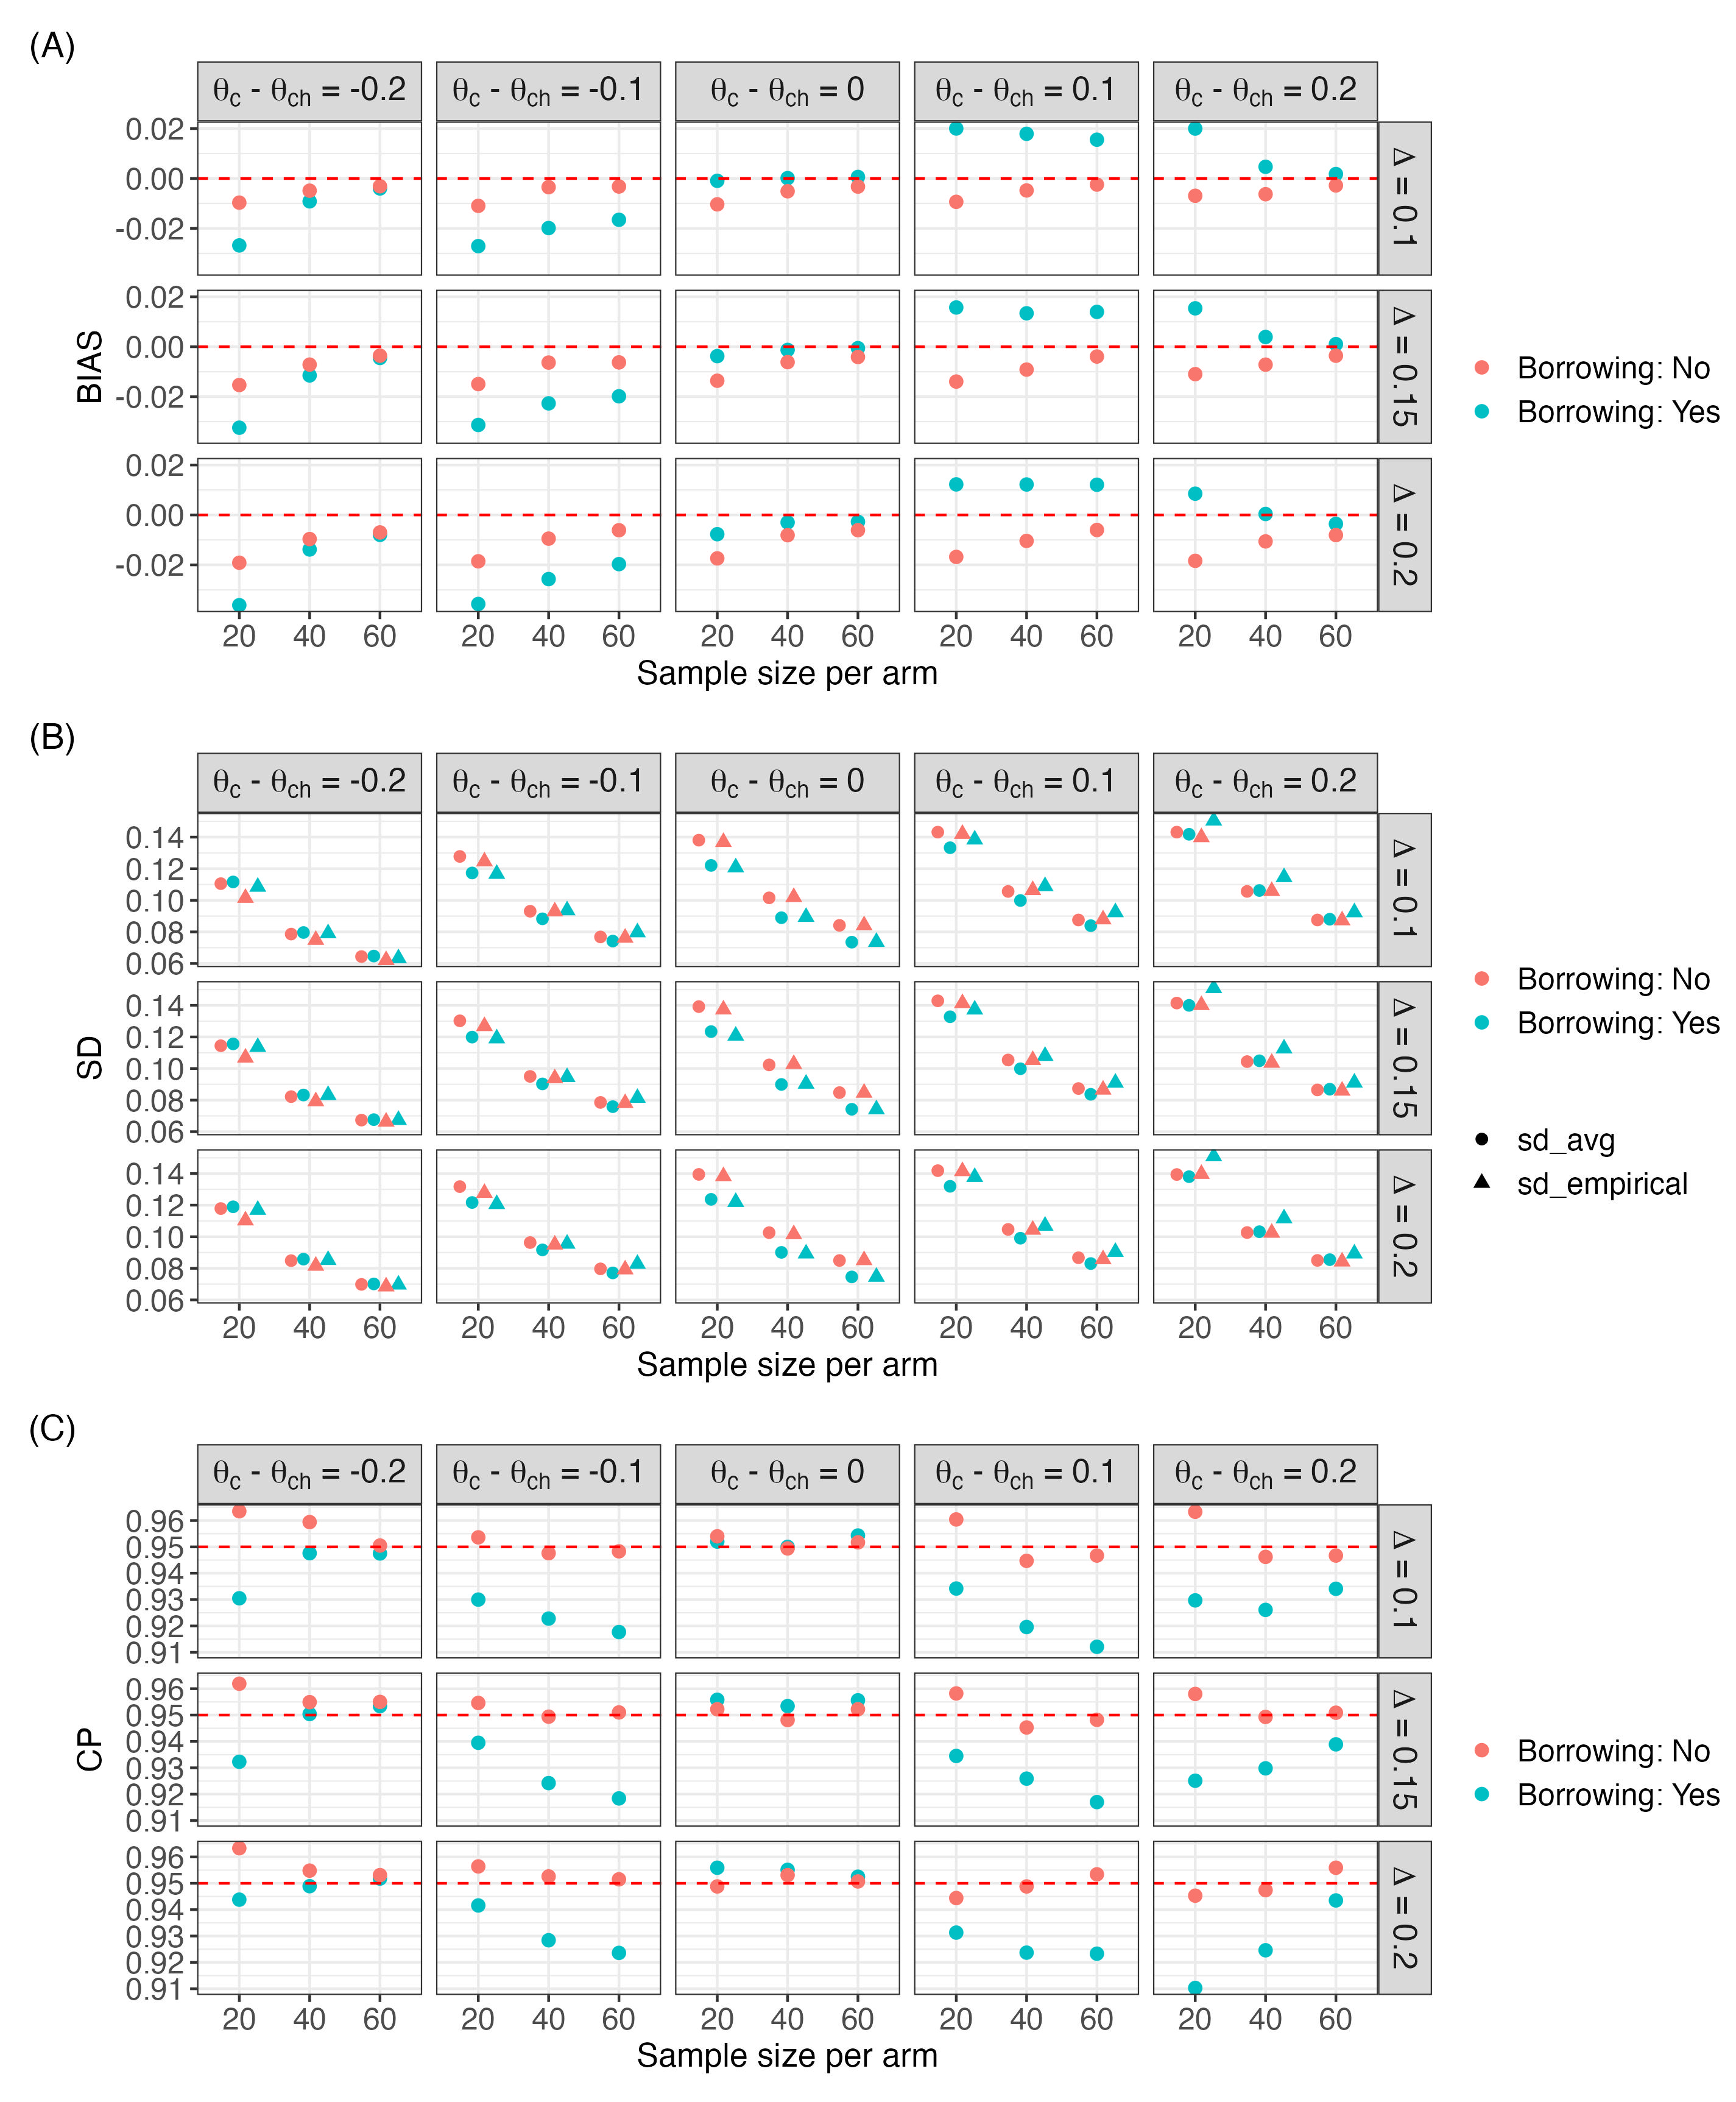 (A)
θc - θch = -0.2
θc - θch = -0.1
θc - θch = 0
θc - θch = 0.1
θc - θch = 0.2
0.02
0.00
-0.02
Δ = 0.1
0.02
0.00
-0.02
Δ = 0.15
0.02
0.00
-0.02
Δ = 0.2
BIAS
20 40 60
20 40 60
20 40 60
20 40 60
20 40 60
Sample size per arm
Borrowing: No
Borrowing: Yes
(B)
θc - θch = -0.2
θc - θch = -0.1
θc - θch = 0
θc - θch = 0.1
θc - θch = 0.2
0.14
0.12
0.10
0.08
0.06
Δ = 0.1
0.14
0.12
0.10
0.08
0.06
Δ = 0.15
0.14
0.12
0.10
0.08
0.06
Δ = 0.2
SD
20 40 60
20 40 60
20 40 60
20 40 60
20 40 60
Sample size per arm
Borrowing: No
Borrowing: Yes
sd_avg
sd_empirical
(C)
θc - θch = -0.2
θc - θch = -0.1
θc - θch = 0
θc - θch = 0.1
θc - θch = 0.2
0.96
0.95
0.94
0.93
0.92
0.91
Δ = 0.1
0.96
0.95
0.94
0.93
0.92
0.91
Δ = 0.15
0.96
0.95
0.94
0.93
0.92
0.91
Δ = 0.2
CP
20 40 60
20 40 60
20 40 60
20 40 60
20 40 60
Sample size per arm
Borrowing: No
Borrowing: Yes